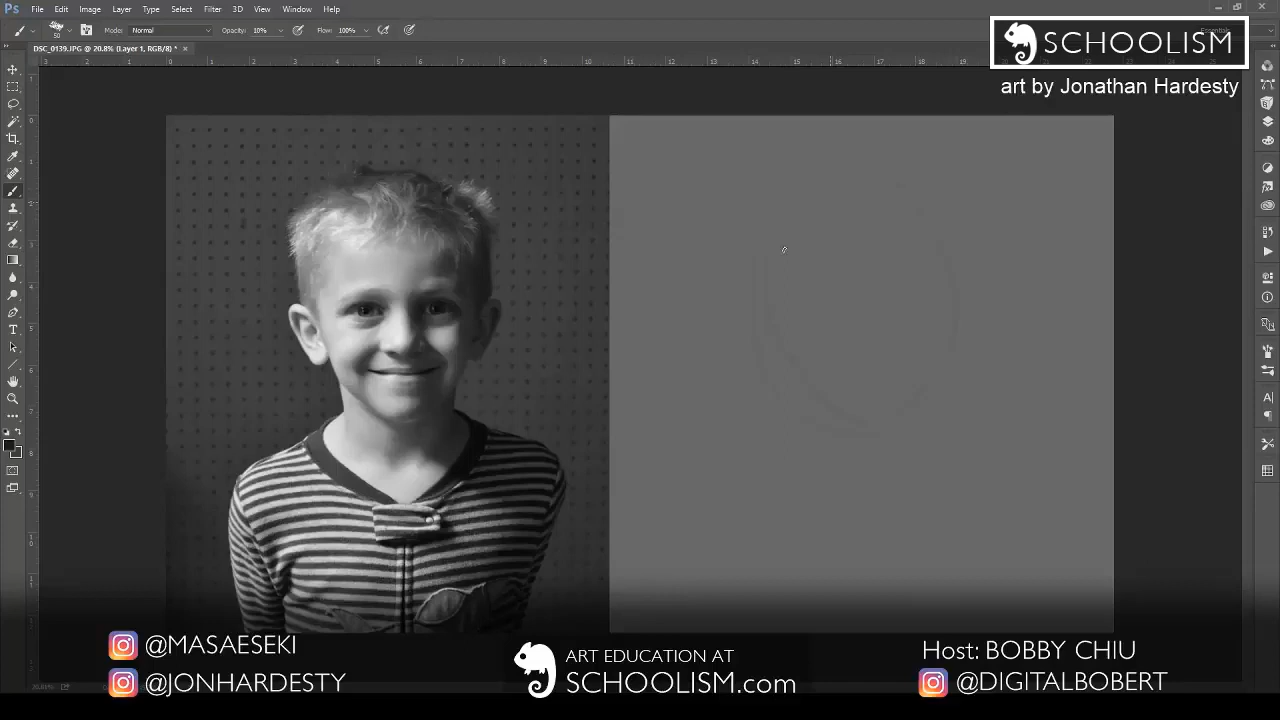 Ps File Edit Image Layer Type Select Filter 3D View Window Help
50 Mode: Normal Opacity: 10% Flow: 100%
DSC_0139.JPG @ 20.8% (Layer 1, RGB/8) *
SCHOOLISM
art by Jonathan Hardesty
@MASAESEKI
@JONHARDESTY
ART EDUCATION AT
SCHOOLISM.com
Host: BOBBY CHIU
@DIGITALBOBERT